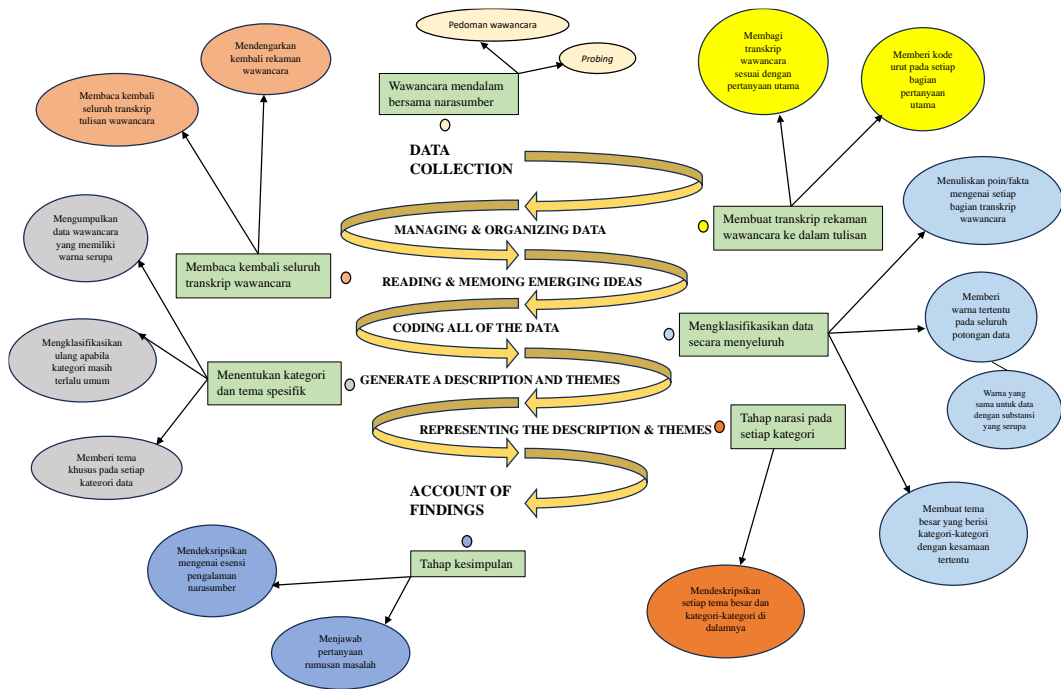 Pedoman wawancara
Probing
Wawancara mendalam
bersama narasumber
DATA
COLLECTION
Membagi
transkrip
wawancara
sesuai dengan
pertanyaan utama
Memberi kode
urut pada setiap
bagian
pertanyaan
utama
Membuat transkrip rekaman
wawancara ke dalam tulisan
MANAGING & ORGANIZING DATA
Mendengarkan
kembali rekaman
wawancara
Membaca kembali
seluruh transkrip
tulisan wawancara
Membaca kembali seluruh
transkrip wawancara
READING & MEMOING EMERGING IDEAS
Menuliskan poin/fakta
mengenai setiap
bagian transkrip
wawancara
Memberi
warna tertentu
pada seluruh
potongan data
Warna yang
sama untuk data
dengan substansi
yang serupa
Membuat tema
besar yang berisi
kategori-kategori
dengan kesamaan
tertentu
Mengklasifikasikan data
secara menyeluruh
CODING ALL OF THE DATA
Mengumpulkan
data wawancara
yang memiliki
warna serupa
Mengklasifikasikan
ulang apabila
kategori masih
terlalu umum
Memberi tema
khusus pada setiap
kategori data
Menentukan kategori
dan tema spesifik
GENERATE A DESCRIPTION AND THEMES
Tahap narasi pada
setiap kategori
REPRESENTING THE DESCRIPTION & THEMES
Mendeskripsikan
setiap tema besar dan
kategori-kategori di
dalamnya
ACCOUNT OF
FINDINGS
Tahap kesimpulan
Mendeksripsikan
mengenai esensi
pengalaman
narasumber
Menjawab
pertanyaan
rumusan masalah